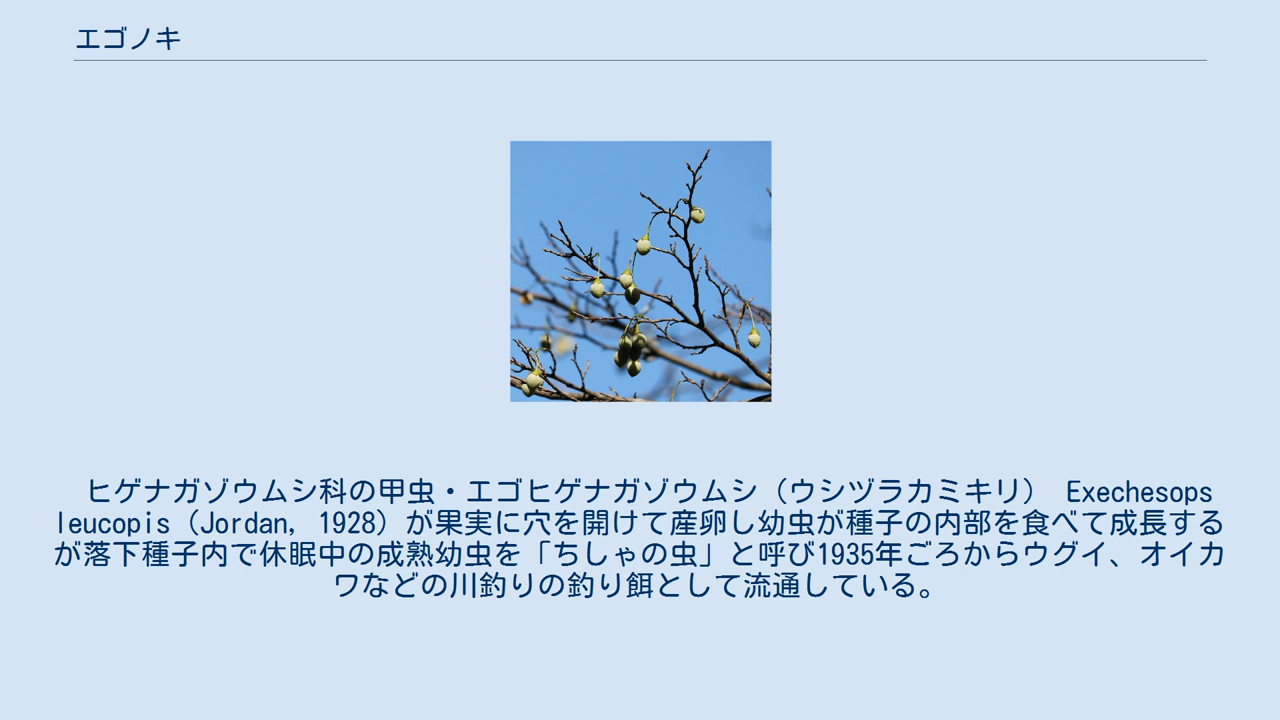 エゴノキ
ヒゲナガゾウムシ科の甲虫・エゴヒゲナガゾウムシ（ウシヅラカミキリ） Exechesops
leucopis（Jordan, 1928）が果実に穴を開けて産卵し幼虫が種子の内部を食べて成長する
が落下種子内で休眠中の成熟幼虫を「ちしゃの虫」と呼び1935年ごろからウグイ、オイカ
ワなどの川釣りの釣り餌として流通している。